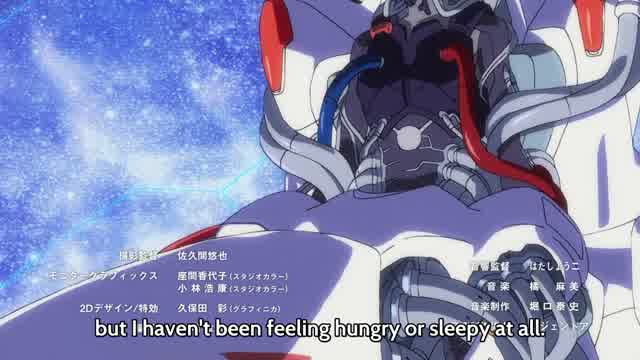 撮影監督 佐久間悠也
モニターグラフィックス 座間香代子(スタジオカラー)
小林浩康(スタジオカラー)
2Dデザイン/特効 久保田 彩(グラフィニカ)
音響監督 はたしょう二
音楽 橘 麻美
音楽制作 堀口泰史
but I haven't been feeling hungry or sleepy at all.